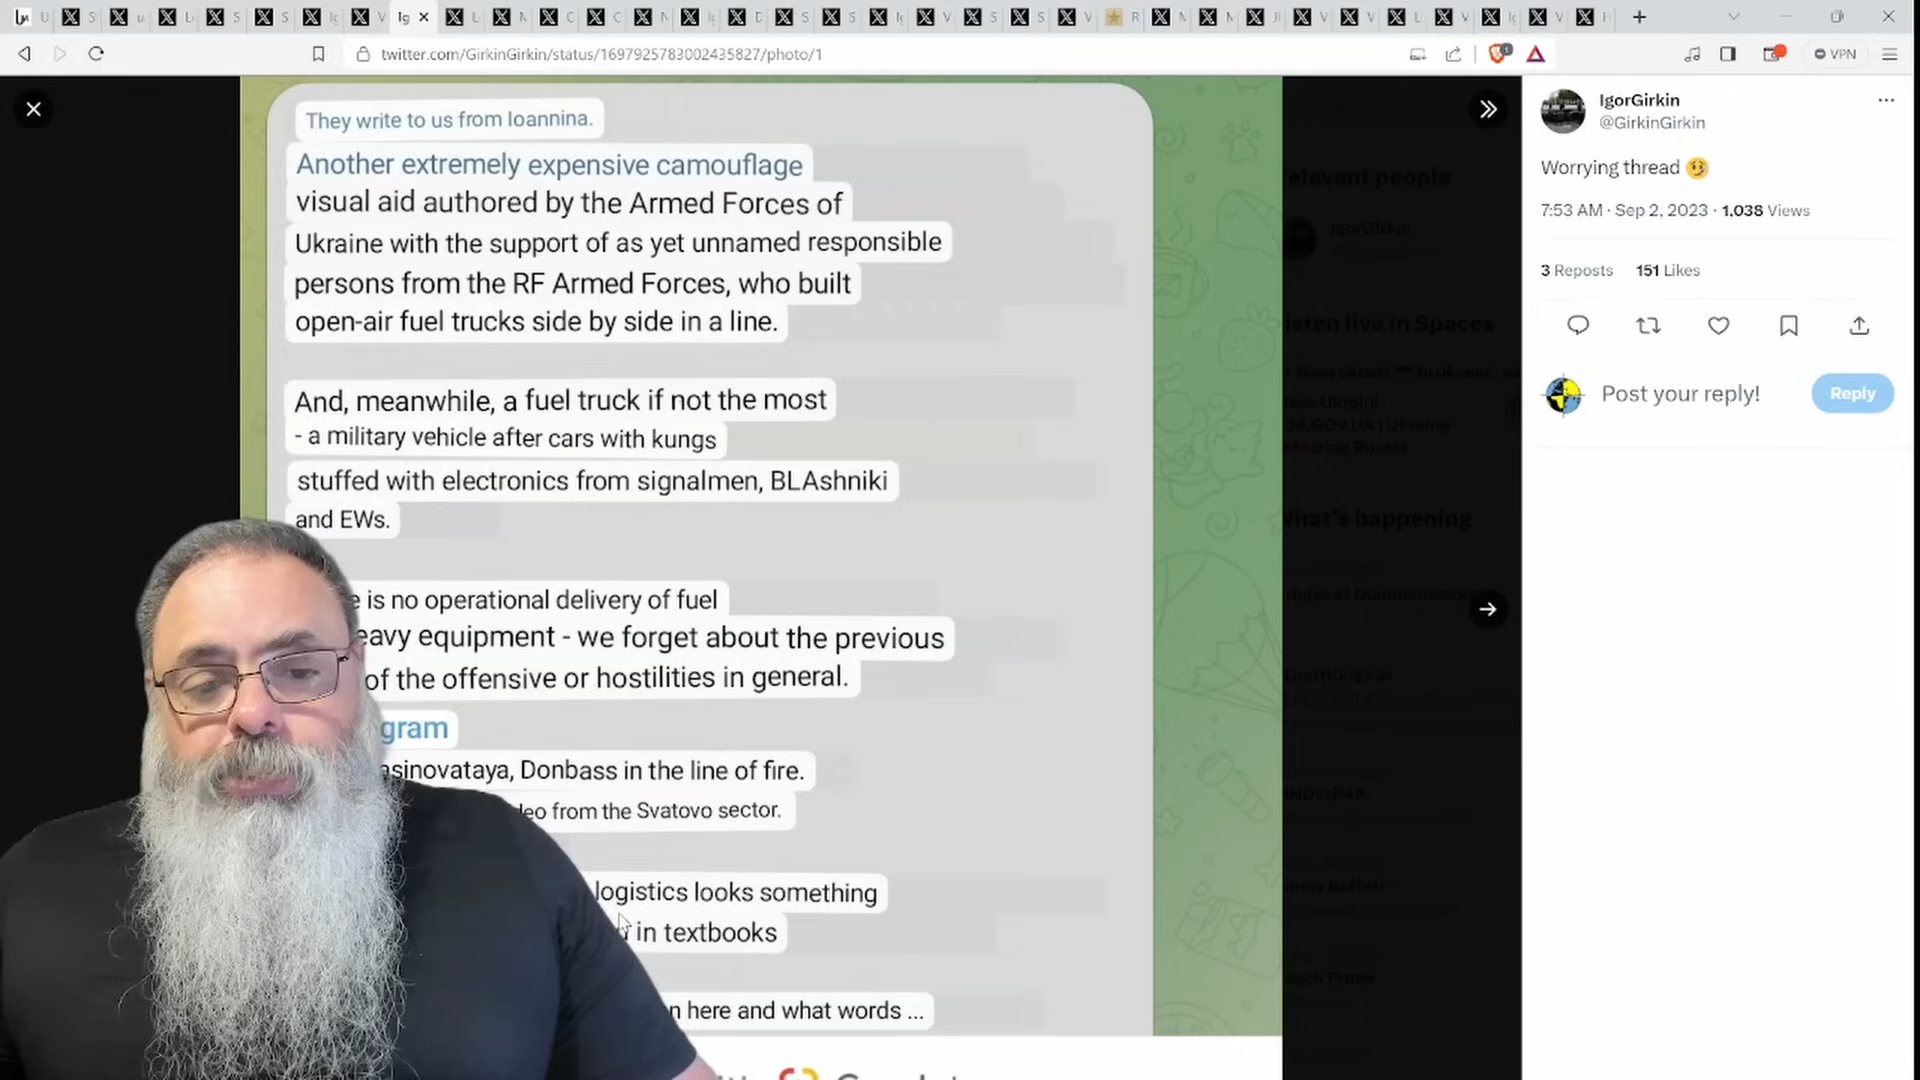 twitter.com/GirkinGirkin/status/1697925783002435827/photo/1
VPN
They write to us from Ioannina.
Another extremely expensive camouflage
visual aid authored by the Armed Forces of
Ukraine with the support of as yet unnamed responsible
persons from the RF Armed Forces, who built
open-air fuel trucks side by side in a line.
And, meanwhile, a fuel truck if not the most
- a military vehicle after cars with kungs
stuffed with electronics from signalmen, BLAshniki
and EWs.
is no operational delivery of fuel
equipment - we forget about the previous
of the offensive or hostilities in general.
Donbass in the line of fire.
from the Svatovo sector.
logistics looks something
in textbooks
here and what words ...
IgorGirkin
@GirkinGirkin
Worrying thread
7:53 AM · Sep 2, 2023 · 1,038 Views
3 Reposts 151 Likes
Post your reply!
Reply
people
IgorGirkin
live in Spaces
happening